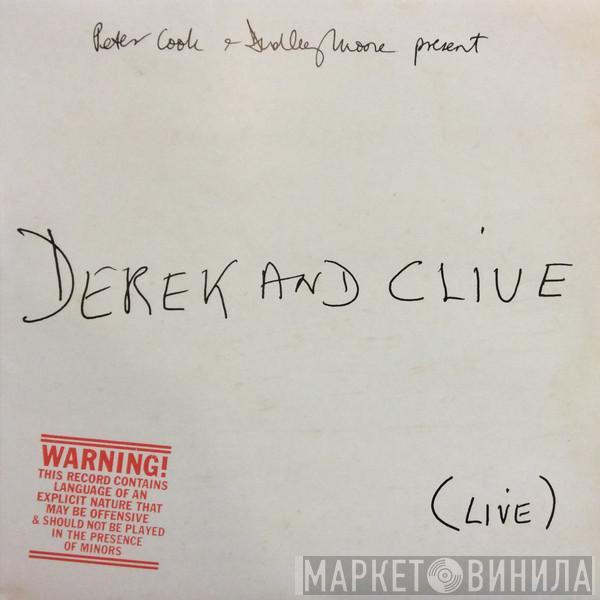 Peter Cook & Dudley Moore present
DEREK AND CLIVE
(LIVE)
WARNING!
THIS RECORD CONTAINS
LANGUAGE OF AN
EXPLICIT NATURE THAT
MAY BE OFFENSIVE
& SHOULD NOT BE PLAYED
IN THE PRESENCE
OF MINORS
МАРКЕТ ВИНИЛА